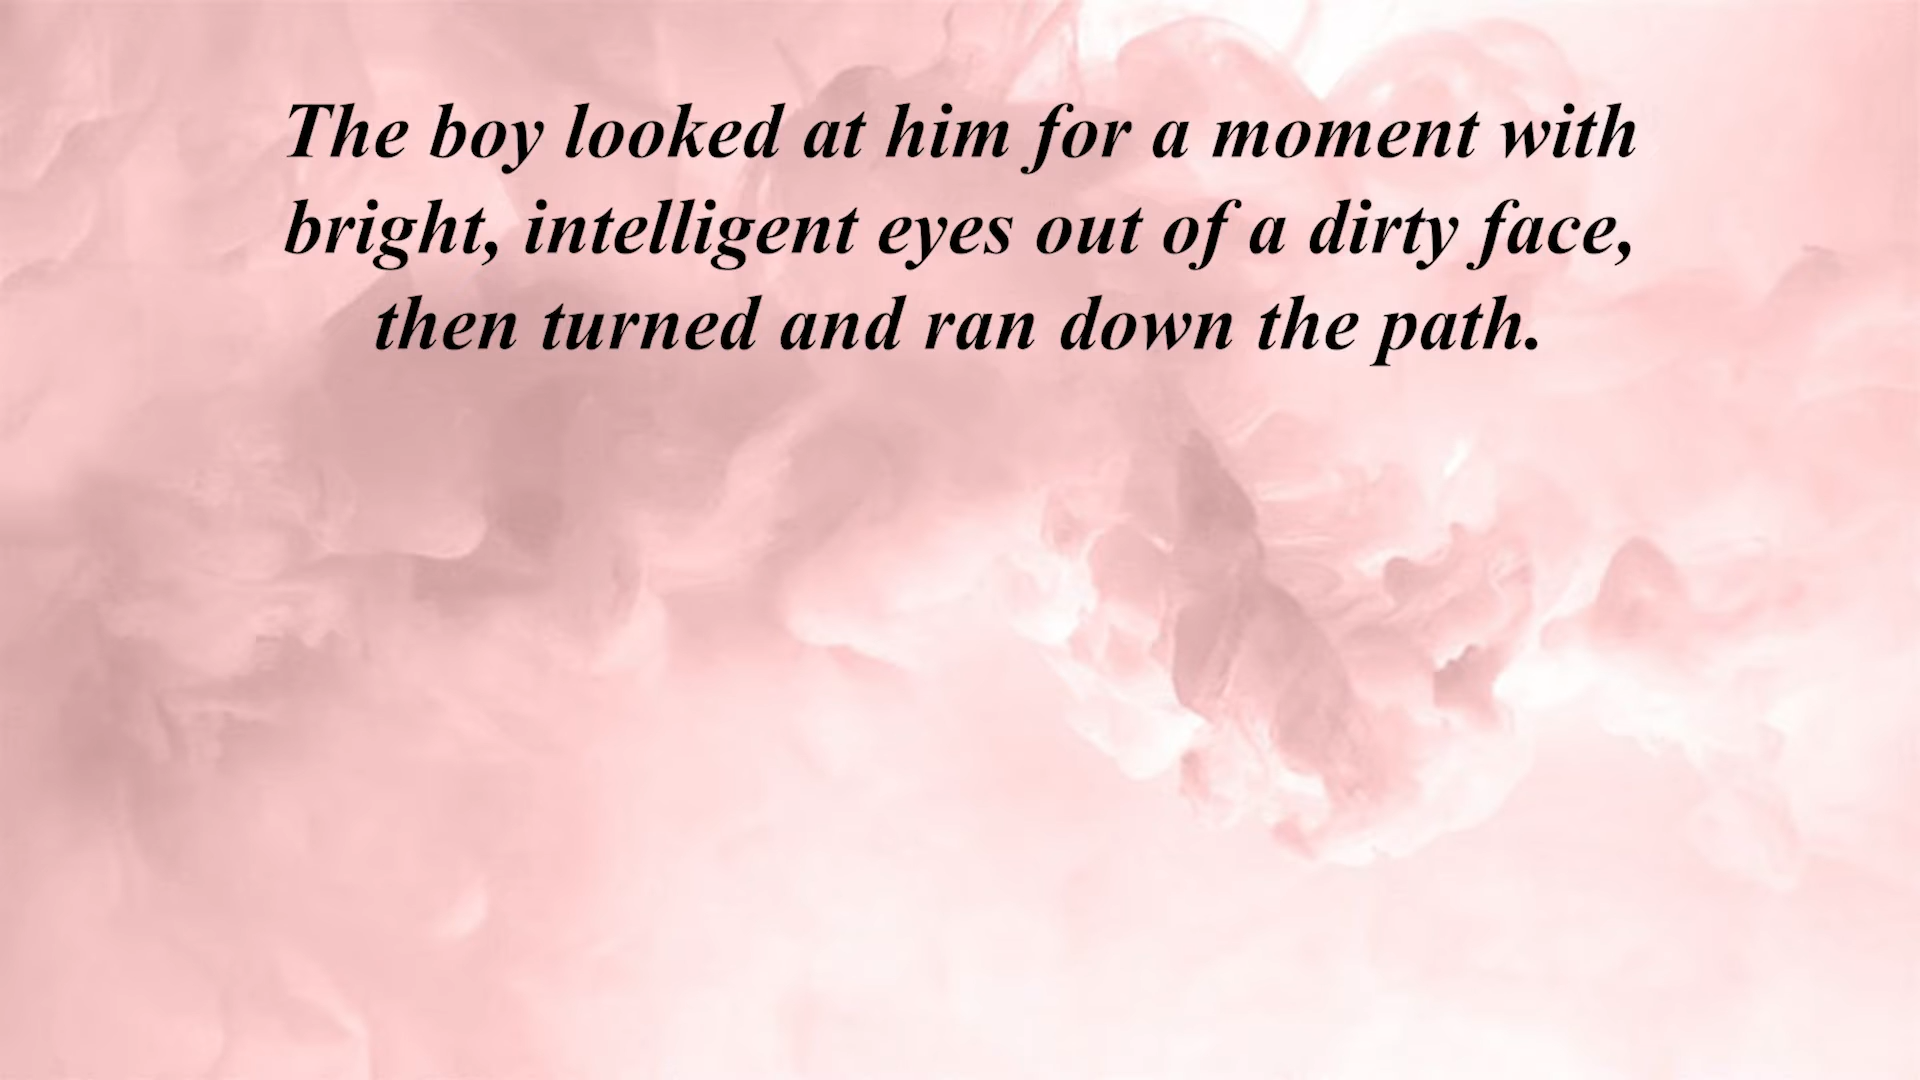 The boy looked at him for a moment with
bright, intelligent eyes out of a dirty face,
then turned and ran down the path.